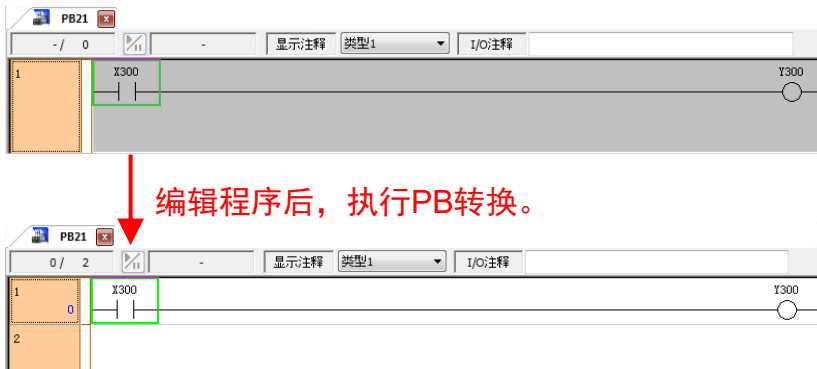 PB21
-/ 0 - 显示注释 类型1 I/O注释
1 X300 Y300
编辑程序后，执行PB转换。
PB21
0/ 2 - 显示注释 类型1 I/O注释
1 X300 Y300
0
2